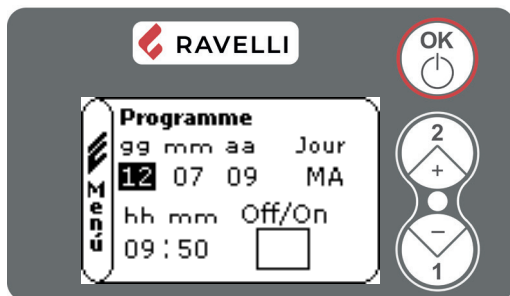 RAVELLI
OK
Programme
gg mm aa Jour
12 07 09 MA
hh mm Off/On
09:50
Menú
2
+
−
1